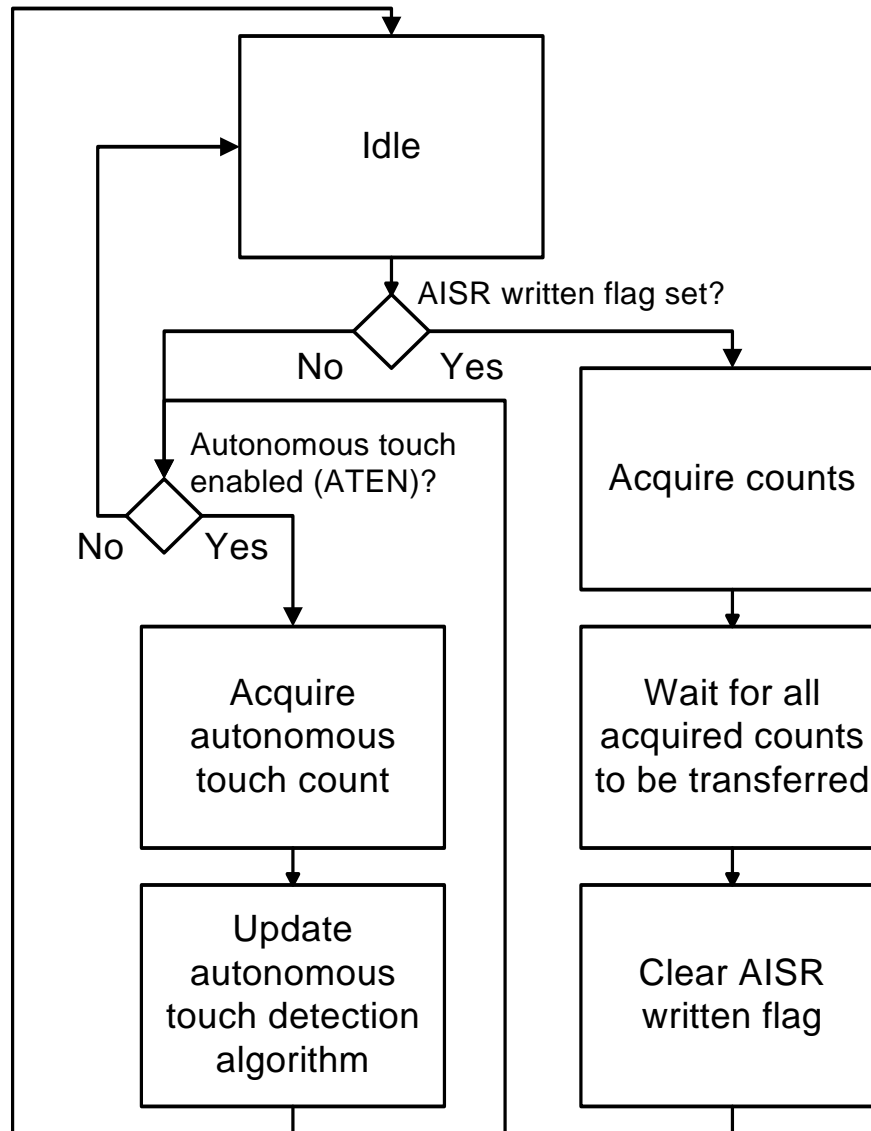 Idle
AISR written flag set?
No
Yes
Autonomous touch
enabled (ATEN)?
No
Yes
Acquire counts
Acquire
autonomous
touch count
Wait for all
acquired counts
to be transferred
Update
autonomous
touch detection
algorithm
Clear AISR
written flag